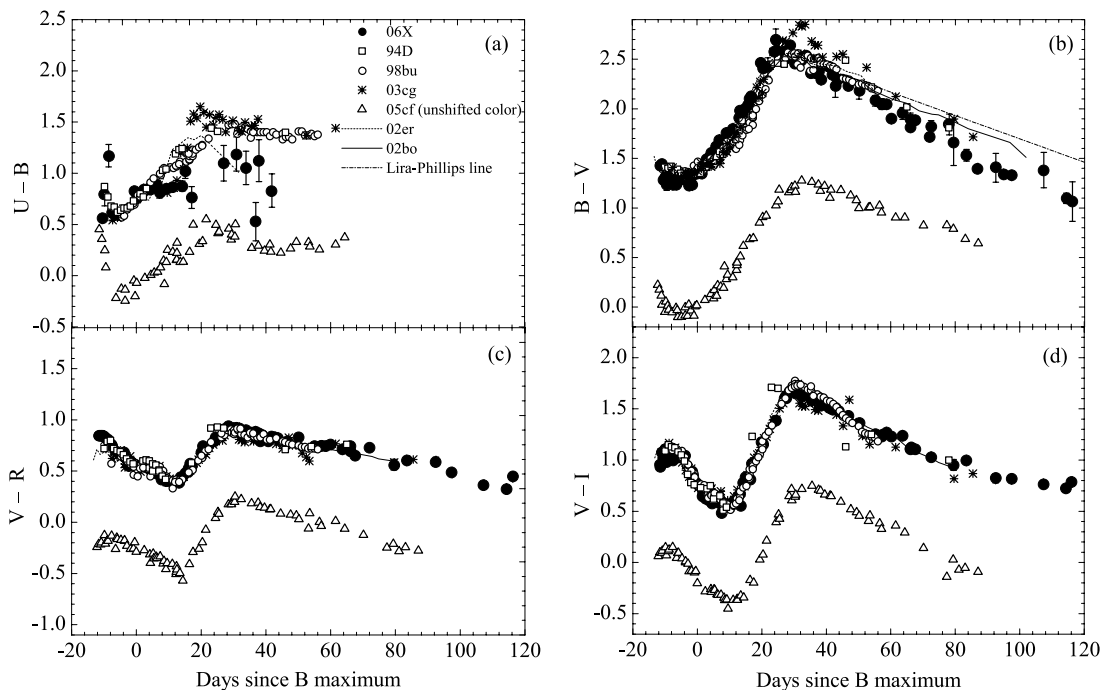 (a)
06X
94D
98bu
03cg
05cf (unshifted color)
02er
02bo
Lira-Phillips line
U – B
2.5
2.0
1.5
1.0
0.5
0.0
-0.5
(b)
B – V
2.5
2.0
1.5
1.0
0.5
0.0
(c)
V – R
1.5
1.0
0.5
0.0
-0.5
-1.0
-20 0 20 40 60 80 100 120
Days since B maximum
(d)
V – I
2.0
1.5
1.0
0.5
0.0
-0.5
-20 0 20 40 60 80 100 120
Days since B maximum